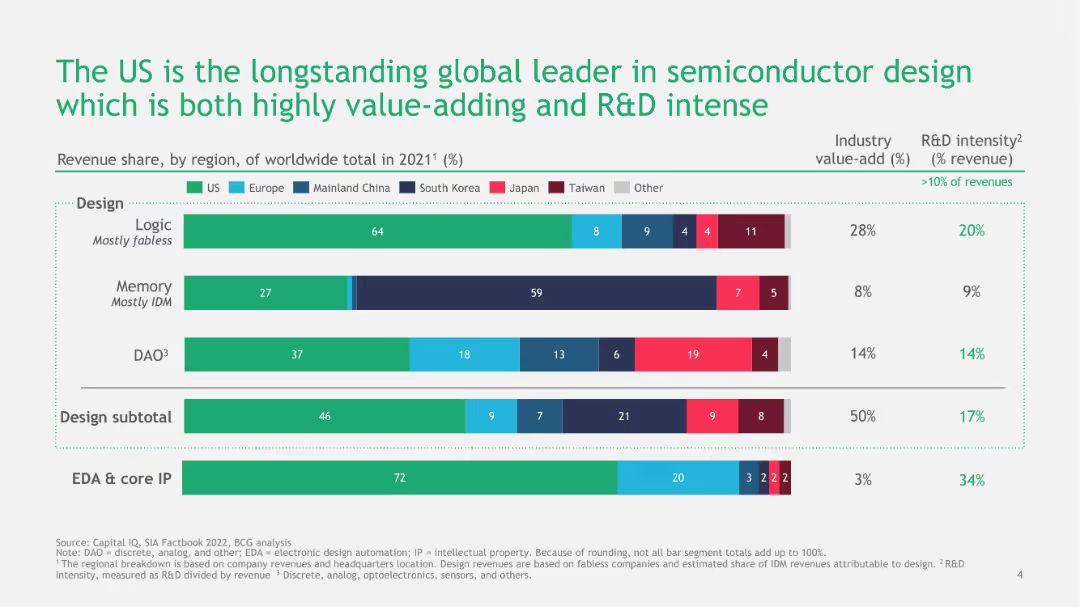 The US is the longstanding global leader in semiconductor design
which is both highly value-adding and R&D intense
Revenue share, by region, of worldwide total in 2021¹ (%)
Industry
value-add (%)
R&D intensity²
(% revenue)
>10% of revenues
US Europe Mainland China South Korea Japan Taiwan Other
Design
Logic
Mostly fabless
64 8 9 4 4 11 28% 20%
Memory
Mostly IDM
27 59 7 5 8% 9%
DAO³ 37 18 13 6 19 4 14% 14%
Design subtotal 46 9 7 21 9 8 50% 17%
EDA & core IP 72 20 3 2 2 2 3% 34%
Source: Capital IQ, SIA Factbook 2022, BCG analysis
Note: DAO = discrete, analog, and other; EDA = electronic design automation; IP = intellectual property. Because of rounding, not all bar segment totals add up to 100%.
¹ The regional breakdown is based on company revenues and headquarters location. Design revenues are based on fabless companies and estimated share of IDM revenues attributable to design. ² R&D
Intensity, measured as R&D divided by revenue ³ Discrete, analog, optoelectronics, sensors, and others.
4